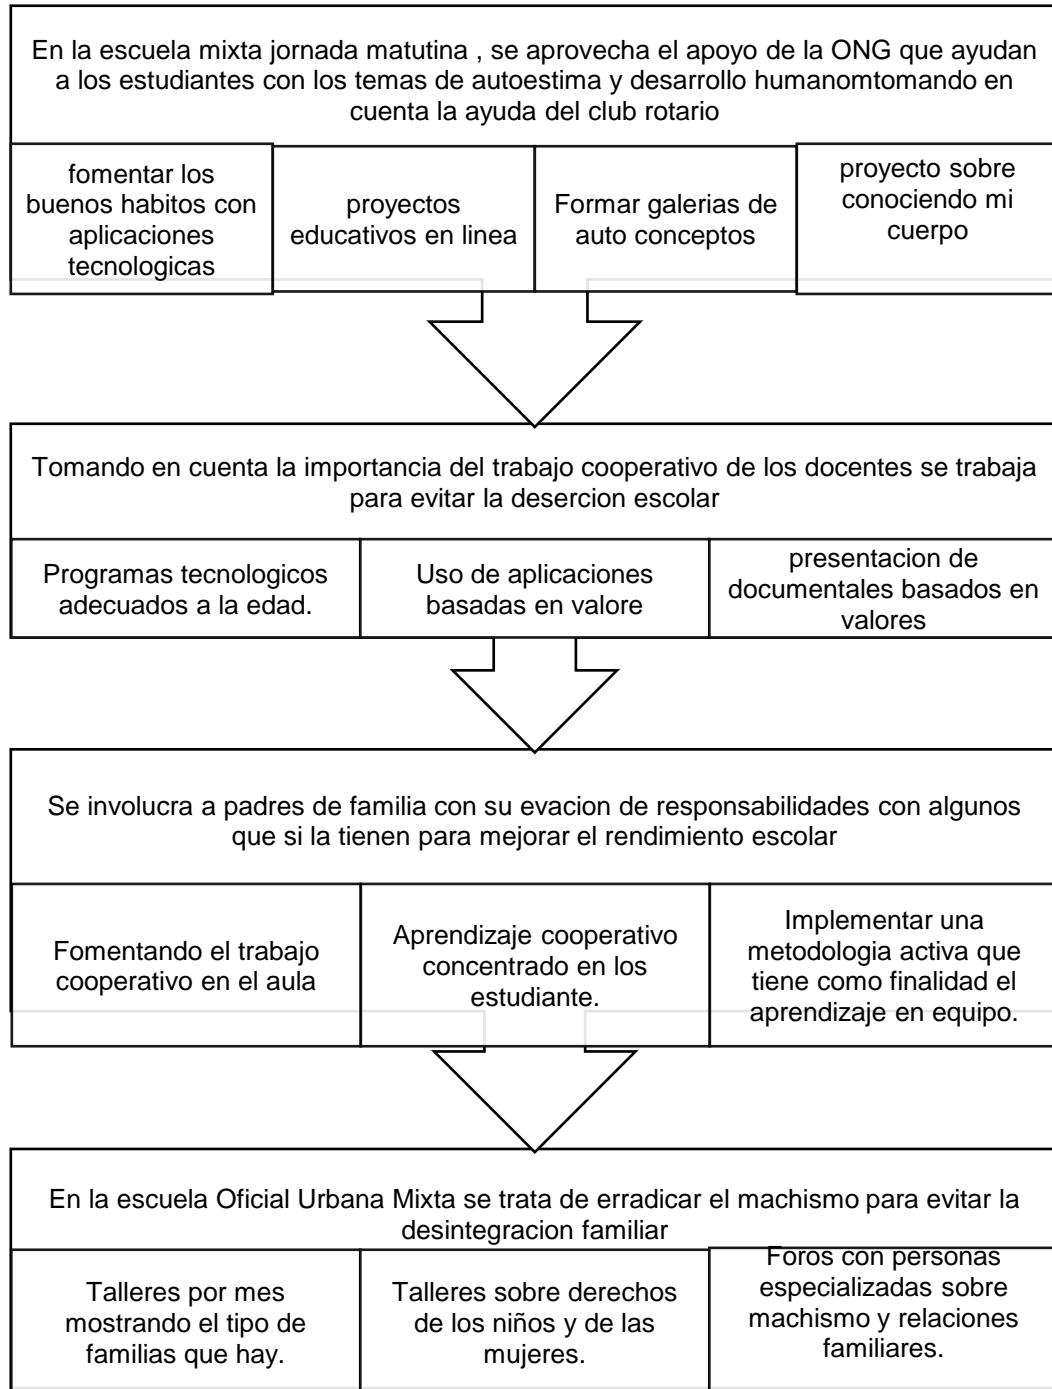 En la escuela mixta jornada matutina , se aprovecha el apoyo de la ONG que ayudan
a los estudiantes con los temas de autoestima y desarrollo humanomtomando en
cuenta la ayuda del club rotario
fomentar los
buenos habitos con
aplicaciones
tecnologicas
proyectos
educativos en linea
Formar galerias de
auto conceptos
proyecto sobre
conociendo mi
cuerpo
Tomando en cuenta la importancia del trabajo cooperativo de los docentes se trabaja
para evitar la desercion escolar
Programas tecnologicos
adecuados a la edad.
Uso de aplicaciones
basadas en valore
presentacion de
documentales basados en
valores
Se involucra a padres de familia con su evacion de responsabilidades con algunos
que si la tienen para mejorar el rendimiento escolar
Fomentando el trabajo
cooperativo en el aula
Aprendizaje cooperativo
concentrado en los
estudiante.
Implementar una
metodologia activa que
tiene como finalidad el
aprendizaje en equipo.
En la escuela Oficial Urbana Mixta se trata de erradicar el machismo para evitar la
desintegracion familiar
Talleres por mes
mostrando el tipo de
familias que hay.
Talleres sobre derechos
de los niños y de las
mujeres.
Foros con personas
especializadas sobre
machismo y relaciones
familiares.